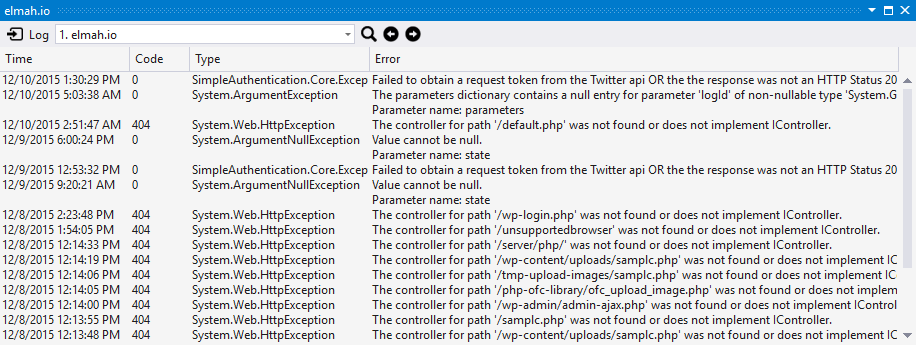 elmah.io
Log 1. elmah.io
Time Code Type Error
12/10/2015 1:30:29 PM 0 SimpleAuthentication.Core.Excep Failed to obtain a request token from the Twitter api OR the the response was not an HTTP Status 20
12/10/2015 5:03:38 AM 0 System.ArgumentException The parameters dictionary contains a null entry for parameter 'logId' of non-nullable type 'System.G
Parameter name: parameters
12/10/2015 2:51:47 AM 404 System.Web.HttpException The controller for path '/default.php' was not found or does not implement IController.
12/9/2015 6:00:24 PM 0 System.ArgumentNullException Value cannot be null.
Parameter name: state
12/9/2015 12:53:32 PM 0 SimpleAuthentication.Core.Excep Failed to obtain a request token from the Twitter api OR the the response was not an HTTP Status 20
12/9/2015 9:20:21 AM 0 System.ArgumentNullException Value cannot be null.
Parameter name: state
12/8/2015 2:23:48 PM 404 System.Web.HttpException The controller for path '/wp-login.php' was not found or does not implement IController.
12/8/2015 1:54:05 PM 404 System.Web.HttpException The controller for path '/unsupportedbrowser' was not found or does not implement IController.
12/8/2015 12:14:33 PM 404 System.Web.HttpException The controller for path '/server/php/' was not found or does not implement IController.
12/8/2015 12:14:19 PM 404 System.Web.HttpException The controller for path '/wp-content/uploads/samplc.php' was not found or does not implement IC
12/8/2015 12:14:06 PM 404 System.Web.HttpException The controller for path '/tmp-upload-images/samplc.php' was not found or does not implement IC
12/8/2015 12:14:05 PM 404 System.Web.HttpException The controller for path '/php-ofc-library/ofc_upload_image.php' was not found or does not implem
12/8/2015 12:14:00 PM 404 System.Web.HttpException The controller for path '/wp-admin/admin-ajax.php' was not found or does not implement IControl
12/8/2015 12:13:55 PM 404 System.Web.HttpException The controller for path '/samplc.php' was not found or does not implement IController.
12/8/2015 12:13:48 PM 404 System.Web.HttpException The controller for path '/wp-content/uploads/samplc.php' was not found or does not implement IC